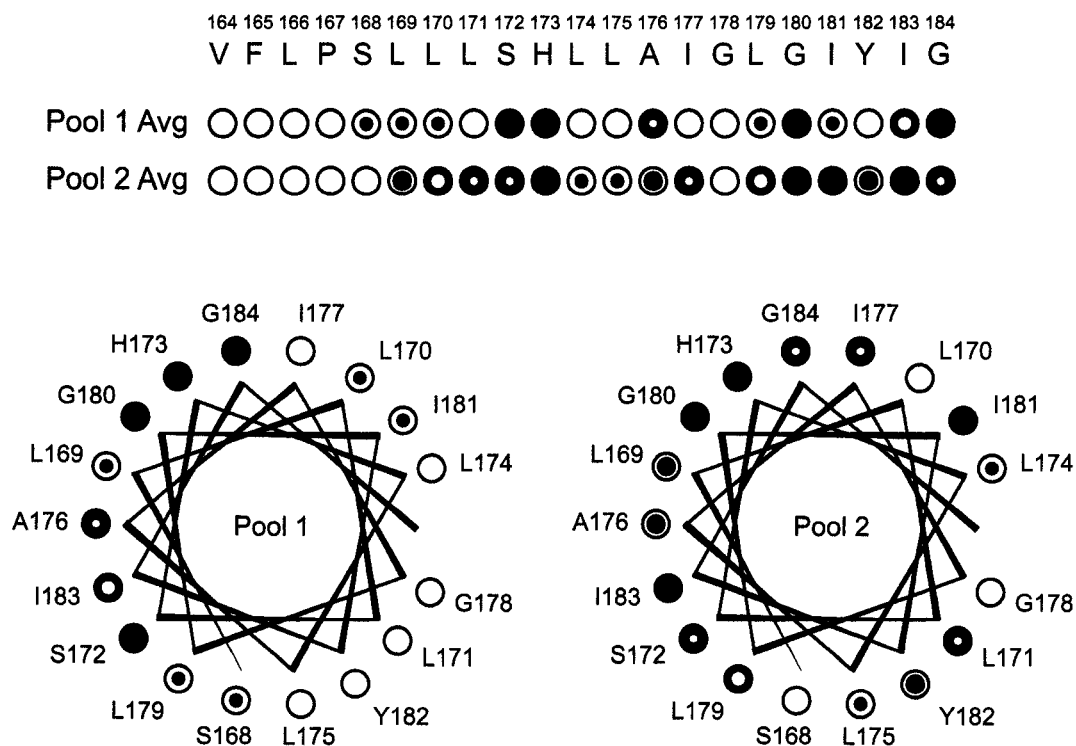 164 165 166 167 168 169 170 171 172 173 174 175 176 177 178 179 180 181 182 183 184
V F L P S L L L S H L L A I G L G I Y I G
Pool 1 Avg
Pool 2 Avg
G184 I177
H173 L170
G180 I181
L169 L174
A176 Pool 1
I183 G178
S172 L171
L179 Y182
S168 L175
G184 I177
H173 L170
G180 I181
L169 L174
A176 Pool 2
I183 G178
S172 L171
L179 Y182
S168 L175